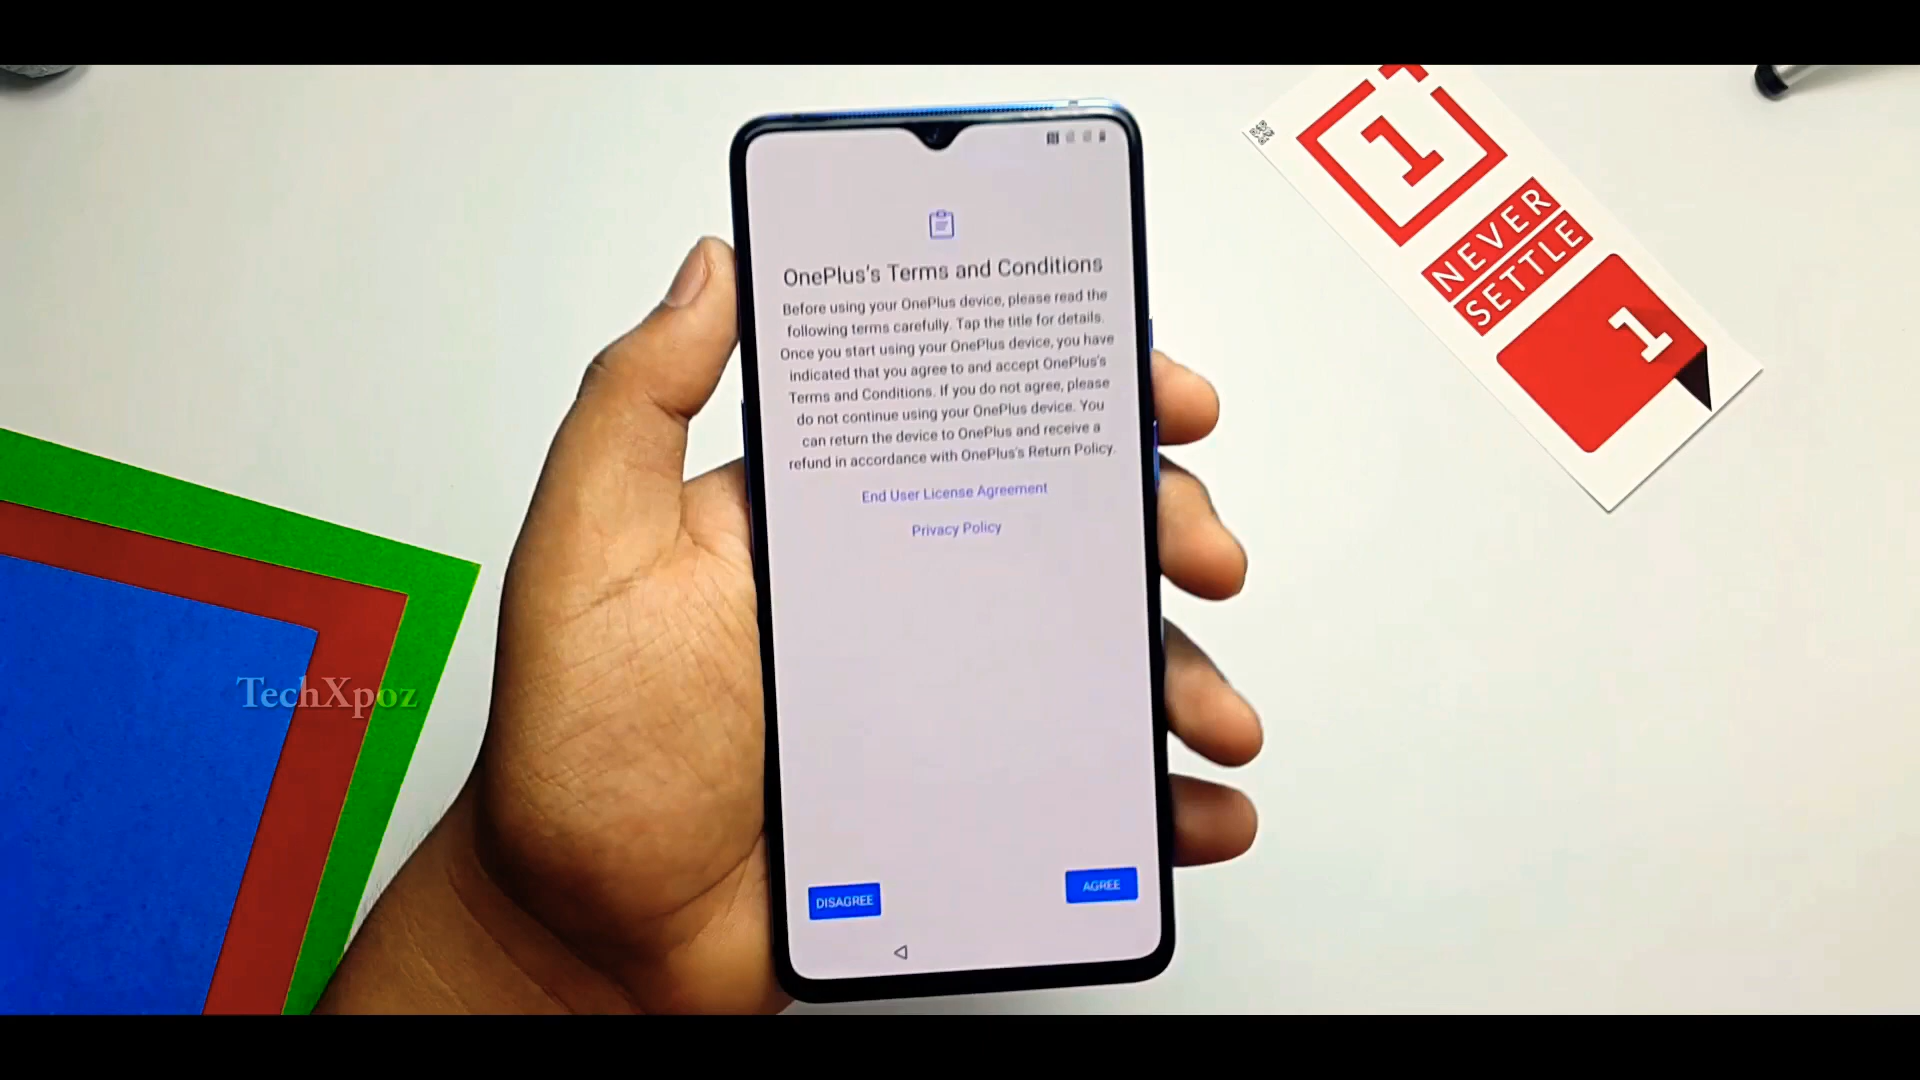 OnePlus's Terms and Conditions
Before using your OnePlus device, please read the
following terms carefully. Tap the title for details.
Once you start using your OnePlus device, you have
indicated that you agree to and accept OnePlus's
Terms and Conditions. If you do not agree, please
do not continue using your OnePlus device. You
can return the device to OnePlus and receive a
refund in accordance with OnePlus's Return Policy.
End User License Agreement
Privacy Policy
DISAGREE
AGREE
1
NEVER
SETTLE
1
TechXpoz